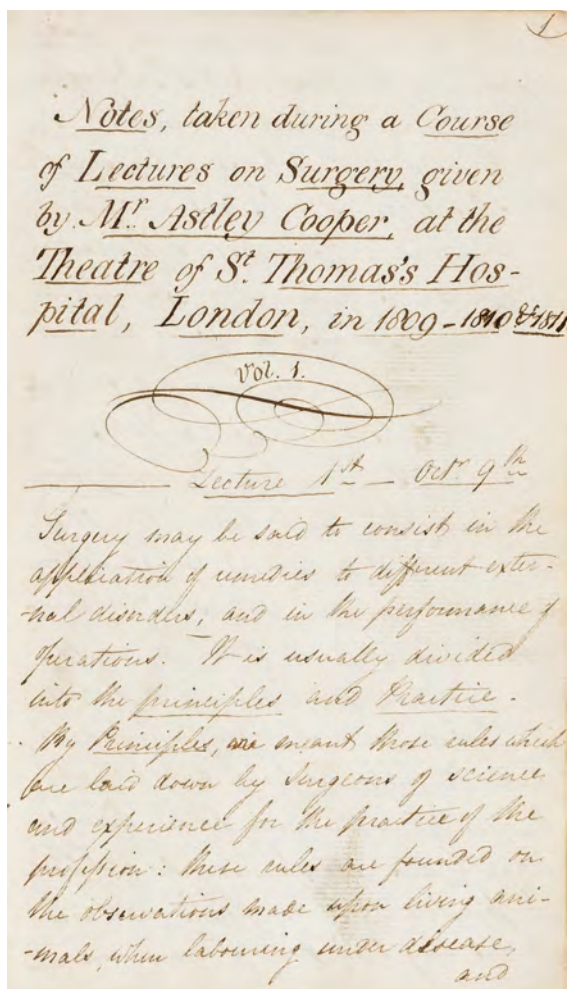 1
Notes, taken during a Course
of Lectures on Surgery, given
by Mr. Astley Cooper, at the
Theatre of St. Thomas's Hos-
pital, London, in 1809-1810 & 1811
Vol. 1.
Lecture 1st - Octr 9th
Surgery may be said to consist in the
application of remedies to different exter-
-nal disorders, and in the performance of
operations. It is usually divided
into the principles and Practice.
By Principles, are meant those rules which
are laid down by Surgeons of science
and experience for the practice of the
profession: these rules are founded on
the observations made upon living ani-
-mals, when labouring under disease,
and